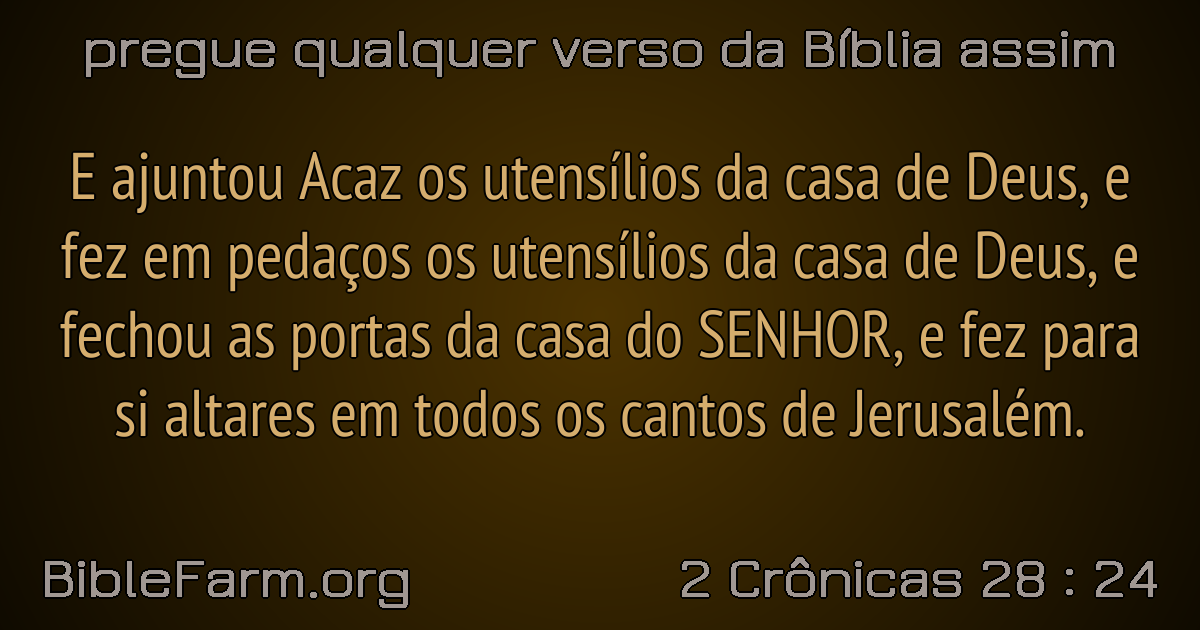 pregue qualquer verso da Bíblia assim
E ajuntou Acaz os utensílios da casa de Deus, e
fez em pedaços os utensílios da casa de Deus, e
fechou as portas da casa do SENHOR, e fez para
si altares em todos os cantos de Jerusalém.
BibleFarm.org
2 Crônicas 28 : 24